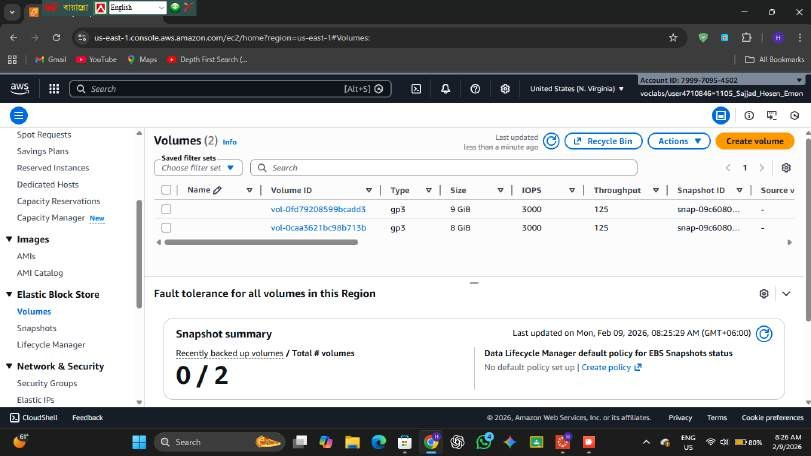 বায়ান্নো English
us-east-1.console.aws.amazon.com/ec2/home?region=us-east-1#Volumes:
Gmail YouTube Maps Depth First Search (... All Bookmarks
aws Search [Alt+S] United States (N. Virginia) Account ID: 7999-7095-4502
voclabs/user4710846=1105_Sajjad_Hosen_Emon
Spot Requests
Savings Plans
Reserved Instances
Dedicated Hosts
Capacity Reservations
Capacity Manager New
Images
AMIs
AMI Catalog
Elastic Block Store
Volumes
Snapshots
Lifecycle Manager
Network & Security
Security Groups
Elastic IPs
Volumes (2) Info
Last updated
less than a minute ago
Recycle Bin Actions Create volume
Saved filter sets
Choose filter set Search 1
Name Volume ID Type Size IOPS Throughput Snapshot ID Source v
vol-0fd79208599bcadd3 gp3 9 GiB 3000 125 snap-09c6080... -
vol-0caa3621bc98b713b gp3 8 GiB 3000 125 snap-09c6080... -
Fault tolerance for all volumes in this Region
Snapshot summary
Last updated on Mon, Feb 09, 2026, 08:25:29 AM (GMT+06:00)
Recently backed up volumes / Total # volumes
0 / 2
Data Lifecycle Manager default policy for EBS Snapshots status
No default policy set up | Create policy
CloudShell Feedback © 2026, Amazon Web Services, Inc. or its affiliates. Privacy Terms Cookie preferences
61° Search ENG
US 80% 8:26 AM
2/9/2026